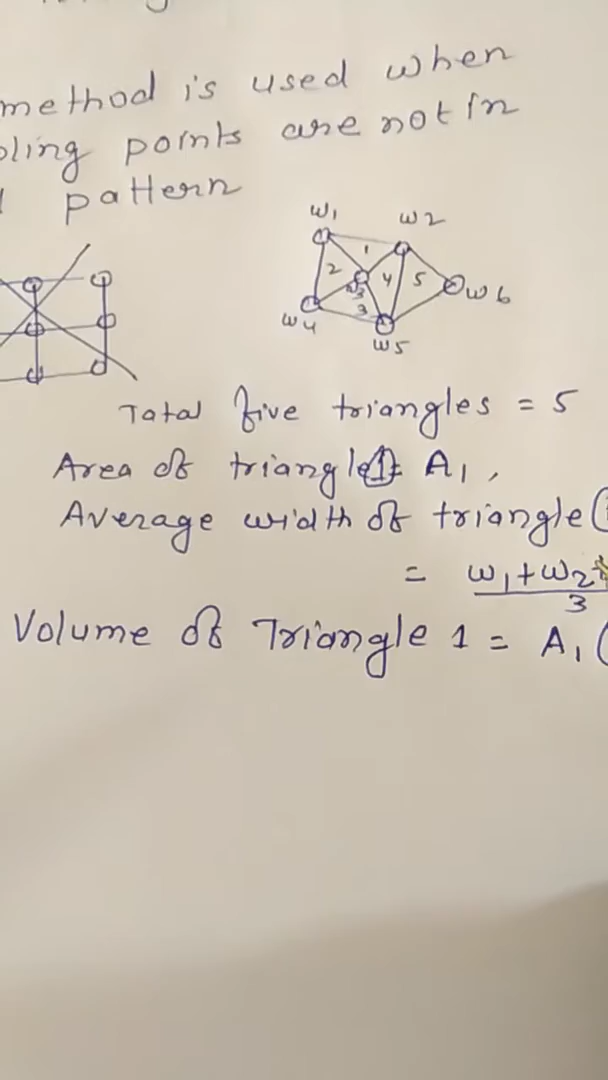 method is used when
pling points are not in
pattern
w1 w2
1
2 4 5
w6
3
w4
w5
Total five triangles = 5
Area of triangle 1 = A1,
Average width of triangle
= w1+w2+
3
Volume of Triangle 1 = A1 (